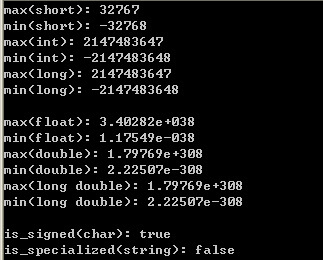 max(short): 32767
min(short): -32768
max(int): 2147483647
min(int): -2147483648
max(long): 2147483647
min(long): -2147483648
max(float): 3.40282e+038
min(float): 1.17549e-038
max(double): 1.79769e+308
min(double): 2.22507e-308
max(long double): 1.79769e+308
min(long double): 2.22507e-308
is_signed(char): true
is_specialized(string): false